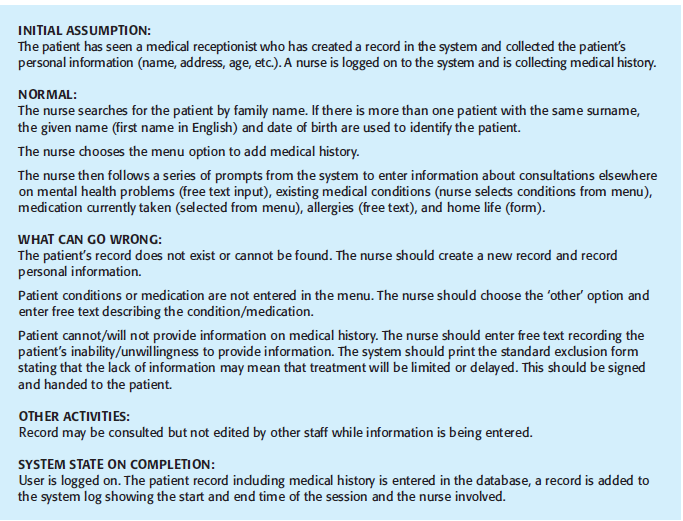 INITIAL ASSUMPTION:
The patient has seen a medical receptionist who has created a record in the system and collected the patient's
personal information (name, address, age, etc.). A nurse is logged on to the system and is collecting medical history.
NORMAL:
The nurse searches for the patient by family name. If there is more than one patient with the same surname,
the given name (first name in English) and date of birth are used to identify the patient.
The nurse chooses the menu option to add medical history.
The nurse then follows a series of prompts from the system to enter information about consultations elsewhere
on mental health problems (free text input), existing medical conditions (nurse selects conditions from menu),
medication currently taken (selected from menu), allergies (free text), and home life (form).
WHAT CAN GO WRONG:
The patient's record does not exist or cannot be found. The nurse should create a new record and record
personal information.
Patient conditions or medication are not entered in the menu. The nurse should choose the 'other' option and
enter free text describing the condition/medication.
Patient cannot/will not provide information on medical history. The nurse should enter free text recording the
patient's inability/unwillingness to provide information. The system should print the standard exclusion form
stating that the lack of information may mean that treatment will be limited or delayed. This should be signed
and handed to the patient.
OTHER ACTIVITIES:
Record may be consulted but not edited by other staff while information is being entered.
SYSTEM STATE ON COMPLETION:
User is logged on. The patient record including medical history is entered in the database, a record is added to
the system log showing the start and end time of the session and the nurse involved.